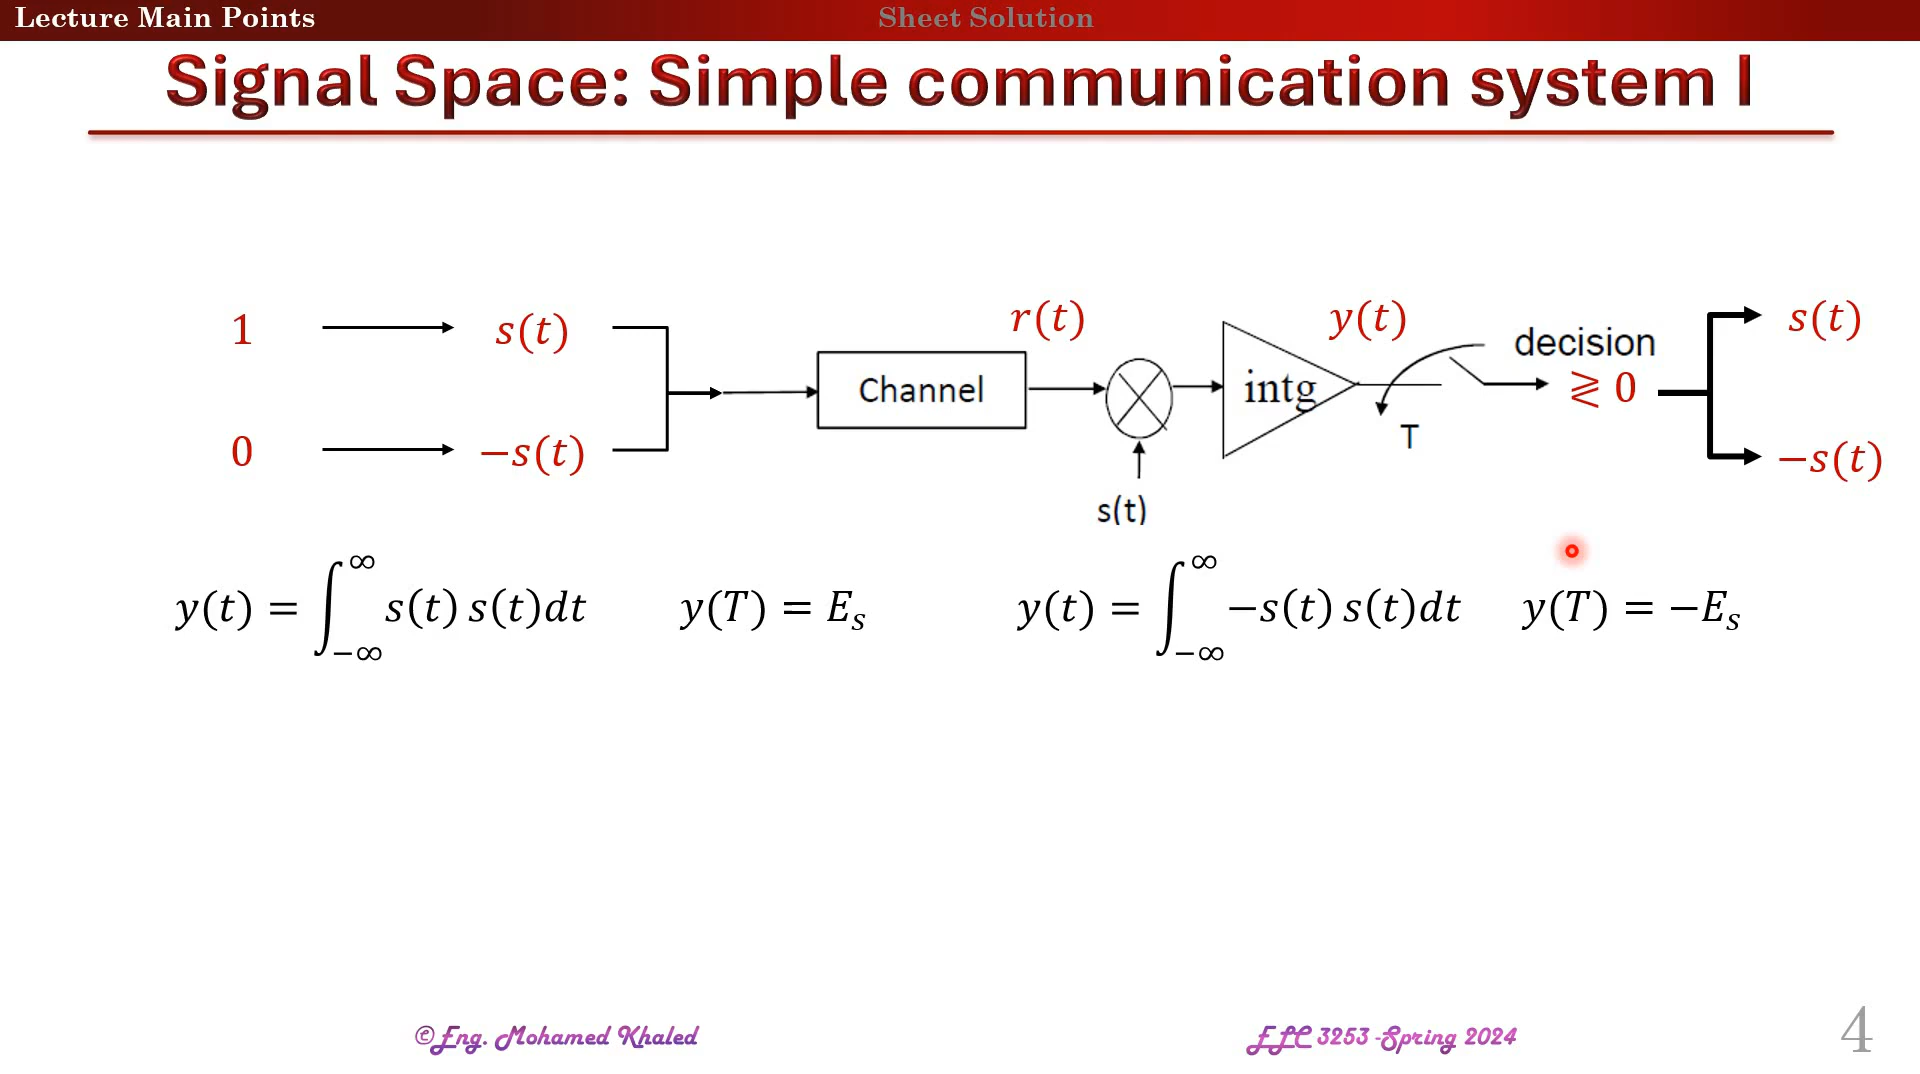 Lecture Main Points Sheet Solution
Signal Space: Simple communication system I
1 s(t) r(t) y(t) s(t)
decision
Channel intg ≷ 0
T
0 −s(t) −s(t)
s(t)
y(t) = ∫_{−∞}^{∞} s(t) s(t)dt y(T) = E_s y(t) = ∫_{−∞}^{∞} −s(t) s(t)dt y(T) = −E_s
©Eng. Mohamed Khaled ELC 3253 -Spring 2024 4